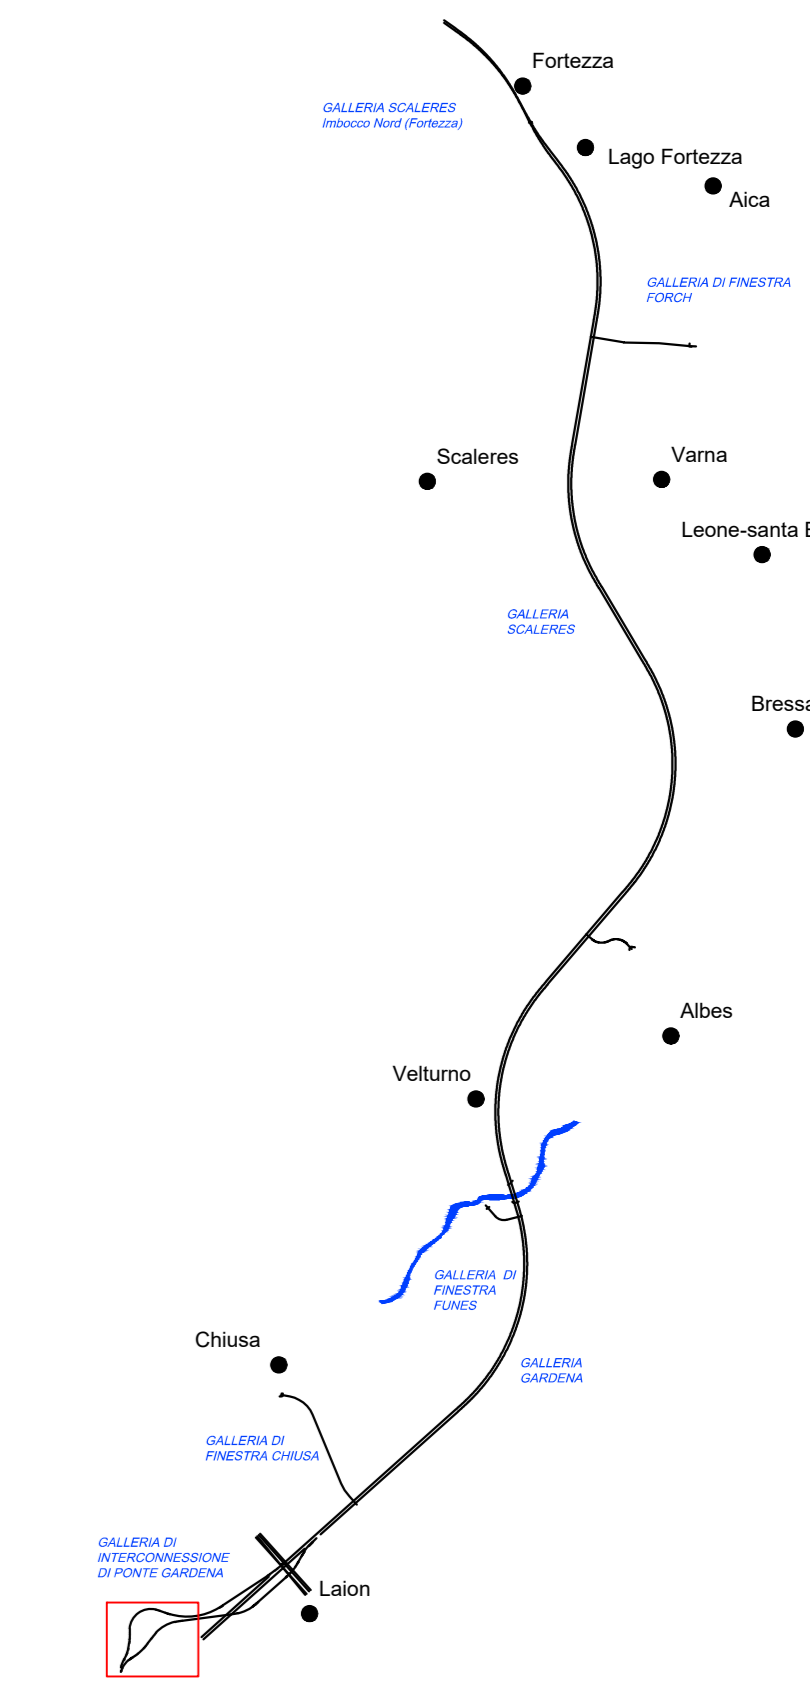 Fortezza
GALLERIA SCALERES
Imbocco Nord (Fortezza)
Lago Fortezza
Aica
GALLERIA DI FINESTRA
FORCH
Scaleres
Varna
Leone-santa
GALLERIA
SCALERES
Bressa
Albes
Velturno
GALLERIA DI
FINESTRA
FUNES
Chiusa
GALLERIA
GARDENA
GALLERIA DI
FINESTRA CHIUSA
GALLERIA DI
INTERCONNESSIONE
DI PONTE GARDENA
Laion